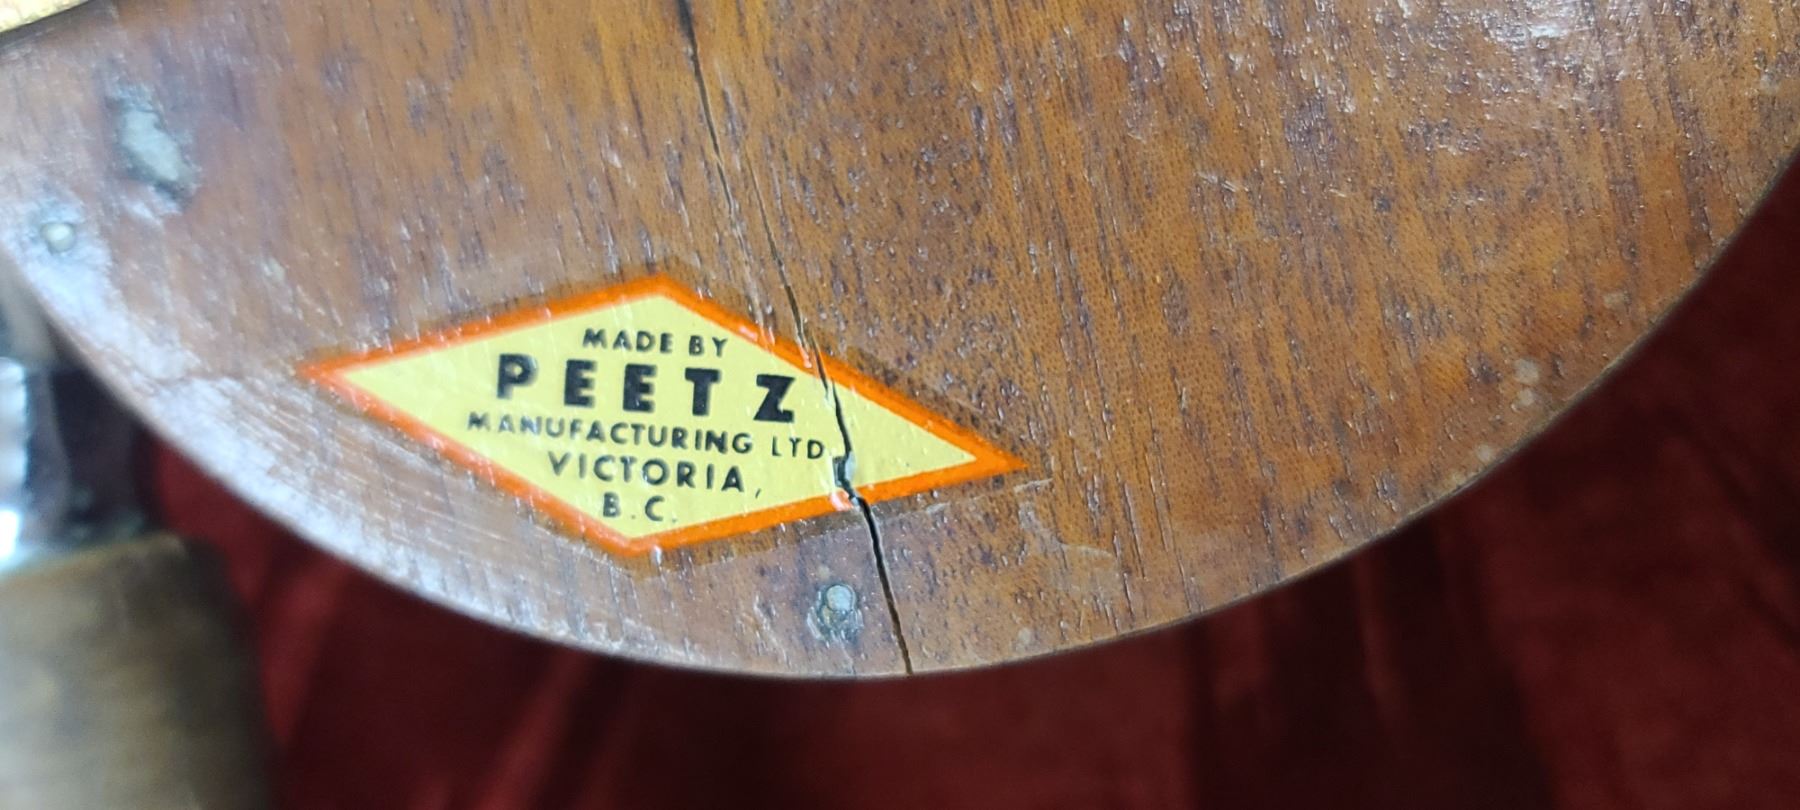 MADE BY
PEETZ
MANUFACTURING LTD.
VICTORIA,
B.C.